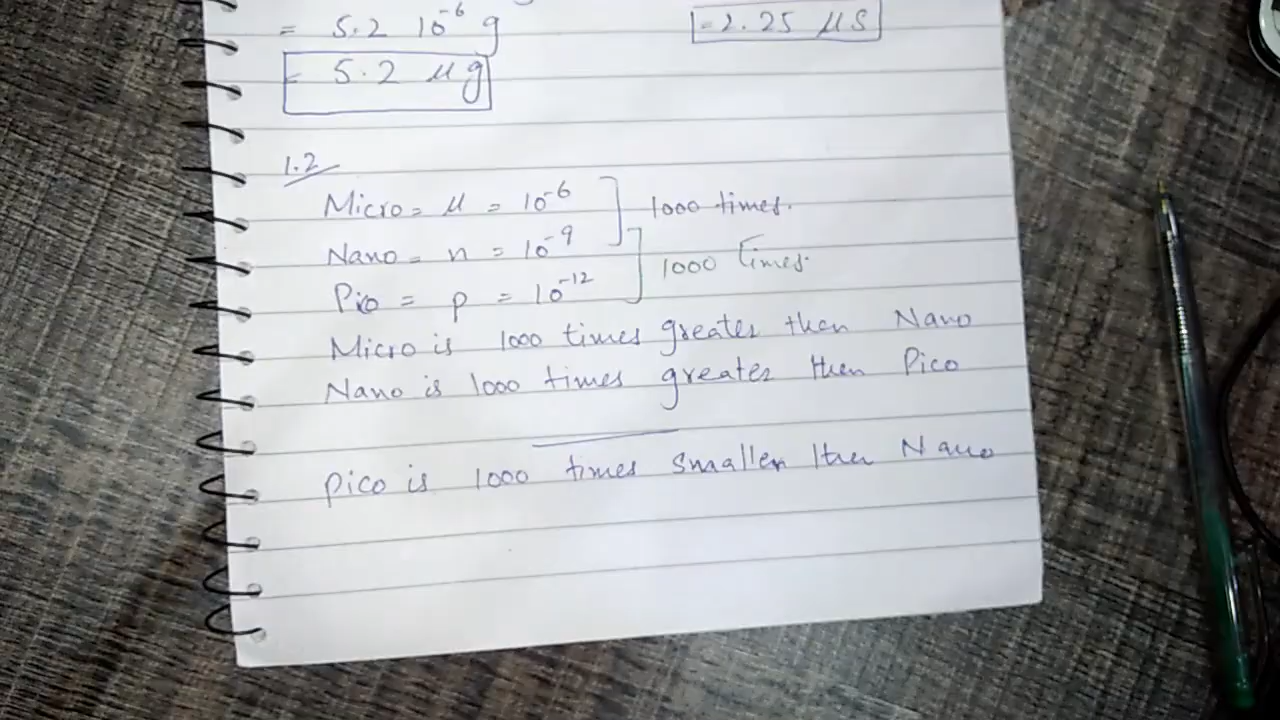 = 5.2 10⁻⁶ g
= 2.25 μS
= 5.2 μg
1.2
Micro = μ = 10⁻⁶ 1000 times.
Nano = n = 10⁻⁹
1000 times.
Pico = p = 10⁻¹²
Micro is 1000 times greater then Nano
Nano is 1000 times greater then Pico
pico is 1000 times smaller then Nano